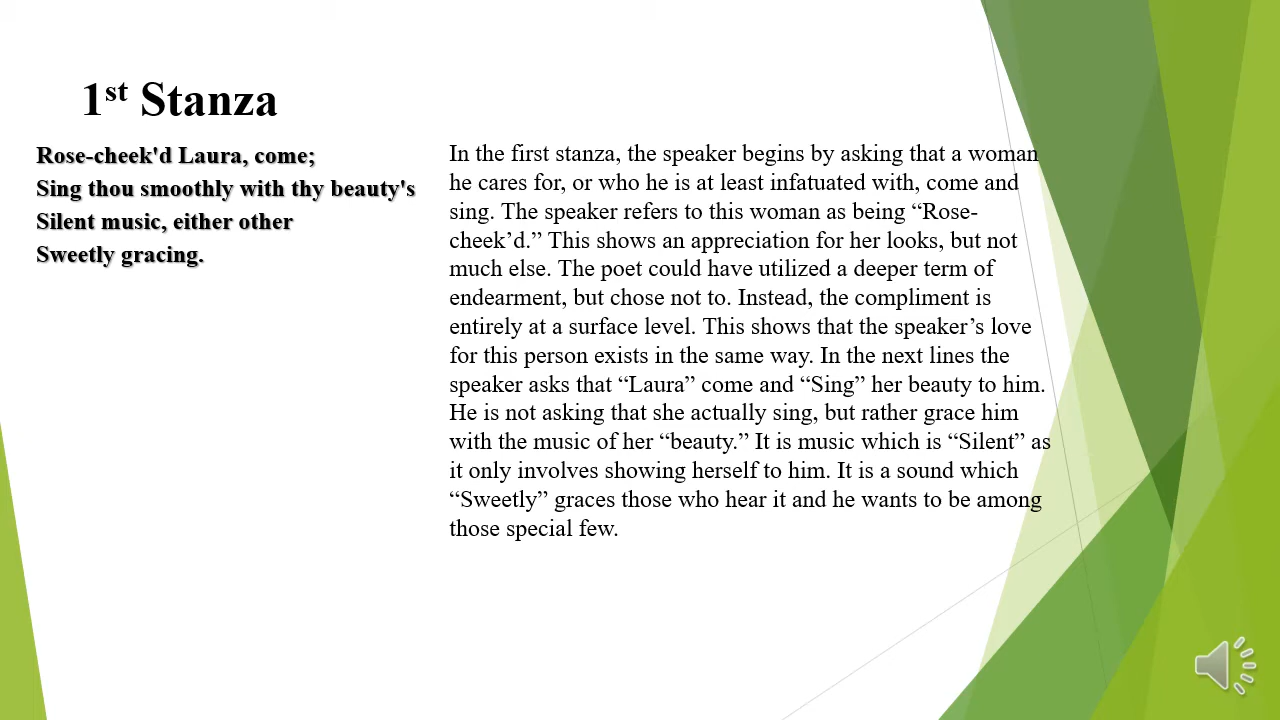 1st Stanza
Rose-cheek'd Laura, come;
Sing thou smoothly with thy beauty's
Silent music, either other
Sweetly gracing.
In the first stanza, the speaker begins by asking that a woman
he cares for, or who he is at least infatuated with, come and
sing. The speaker refers to this woman as being “Rose-
cheek’d.” This shows an appreciation for her looks, but not
much else. The poet could have utilized a deeper term of
endearment, but chose not to. Instead, the compliment is
entirely at a surface level. This shows that the speaker’s love
for this person exists in the same way. In the next lines the
speaker asks that “Laura” come and “Sing” her beauty to him.
He is not asking that she actually sing, but rather grace him
with the music of her “beauty.” It is music which is “Silent” as
it only involves showing herself to him. It is a sound which
“Sweetly” graces those who hear it and he wants to be among
those special few.